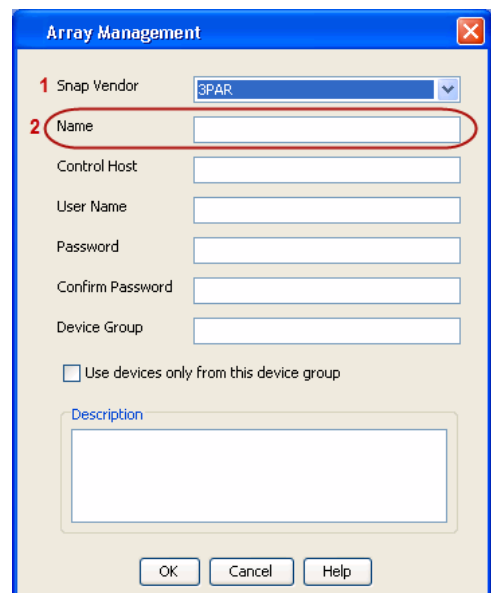 Array Management
1 Snap Vendor 3PAR
2 Name
Control Host
User Name
Password
Confirm Password
Device Group
Use devices only from this device group
Description
OK Cancel Help